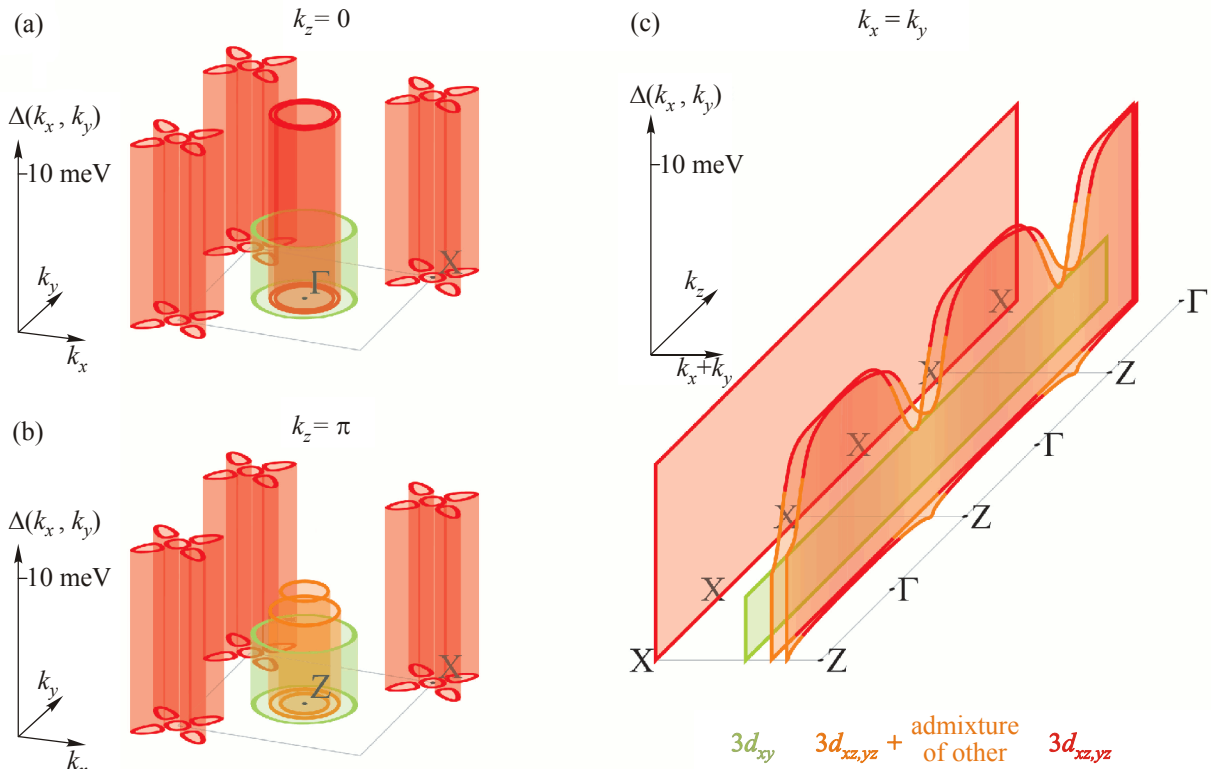 (a)
k_z = 0
Δ(k_x , k_y)
10 meV
k_y
k_x
Γ
X
(b)
k_z = π
Δ(k_x , k_y)
10 meV
k_y
Z
X
(c)
k_x = k_y
Δ(k_x , k_y)
10 meV
k_z
k_x+k_y
X
Γ
X
Z
X
Γ
X
Z
X
Γ
X
Z
3d_xy 3d_xz,yz + admixture of other 3d_xz,yz